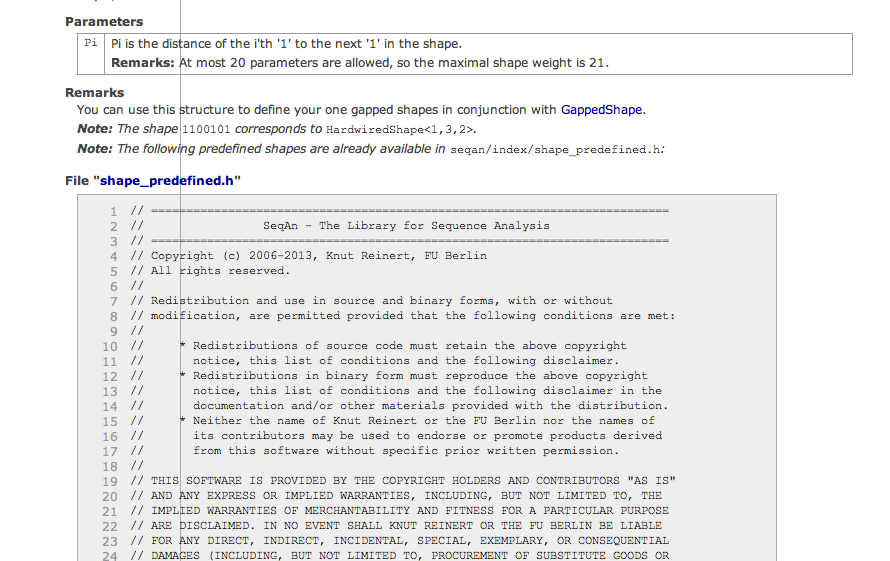 Parameters
Pi Pi is the distance of the i'th '1' to the next '1' in the shape.
Remarks: At most 20 parameters are allowed, so the maximal shape weight is 21.
Remarks
You can use this structure to define your one gapped shapes in conjunction with GappedShape.
Note: The shape 1100101 corresponds to HardwiredShape<1,3,2>.
Note: The following predefined shapes are already available in seqan/index/shape_predefined.h:
File "shape_predefined.h"
1 // ==========================================================================
2 //                 SeqAn - The Library for Sequence Analysis
3 // ==========================================================================
4 // Copyright (c) 2006-2013, Knut Reinert, FU Berlin
5 // All rights reserved.
6 //
7 // Redistribution and use in source and binary forms, with or without
8 // modification, are permitted provided that the following conditions are met:
9 //
10 //     * Redistributions of source code must retain the above copyright
11 //       notice, this list of conditions and the following disclaimer.
12 //     * Redistributions in binary form must reproduce the above copyright
13 //       notice, this list of conditions and the following disclaimer in the
14 //       documentation and/or other materials provided with the distribution.
15 //     * Neither the name of Knut Reinert or the FU Berlin nor the names of
16 //       its contributors may be used to endorse or promote products derived
17 //       from this software without specific prior written permission.
18 //
19 // THIS SOFTWARE IS PROVIDED BY THE COPYRIGHT HOLDERS AND CONTRIBUTORS "AS IS"
20 // AND ANY EXPRESS OR IMPLIED WARRANTIES, INCLUDING, BUT NOT LIMITED TO, THE
21 // IMPLIED WARRANTIES OF MERCHANTABILITY AND FITNESS FOR A PARTICULAR PURPOSE
22 // ARE DISCLAIMED. IN NO EVENT SHALL KNUT REINERT OR THE FU BERLIN BE LIABLE
23 // FOR ANY DIRECT, INDIRECT, INCIDENTAL, SPECIAL, EXEMPLARY, OR CONSEQUENTIAL
24 // DAMAGES (INCLUDING, BUT NOT LIMITED TO, PROCUREMENT OF SUBSTITUTE GOODS OR